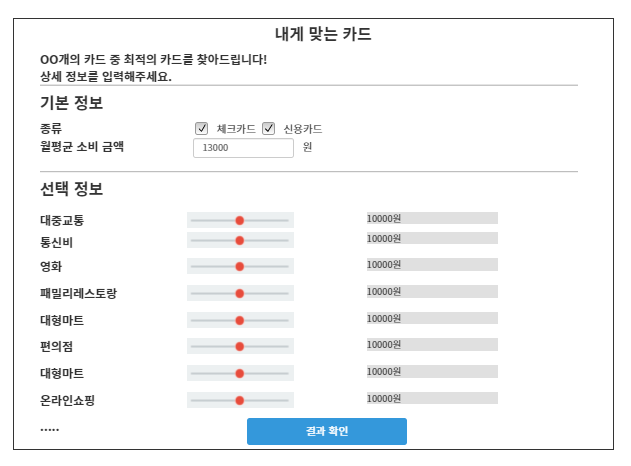 내게 맞는 카드
OO개의 카드 중 최적의 카드를 찾아드립니다!
상세 정보를 입력해주세요.
기본 정보
종류 체크카드 신용카드
월평균 소비 금액 13000 원
선택 정보
대중교통 10000원
통신비 10000원
영화 10000원
패밀리레스토랑 10000원
대형마트 10000원
편의점 10000원
대형마트 10000원
온라인쇼핑 10000원
..... 결과 확인